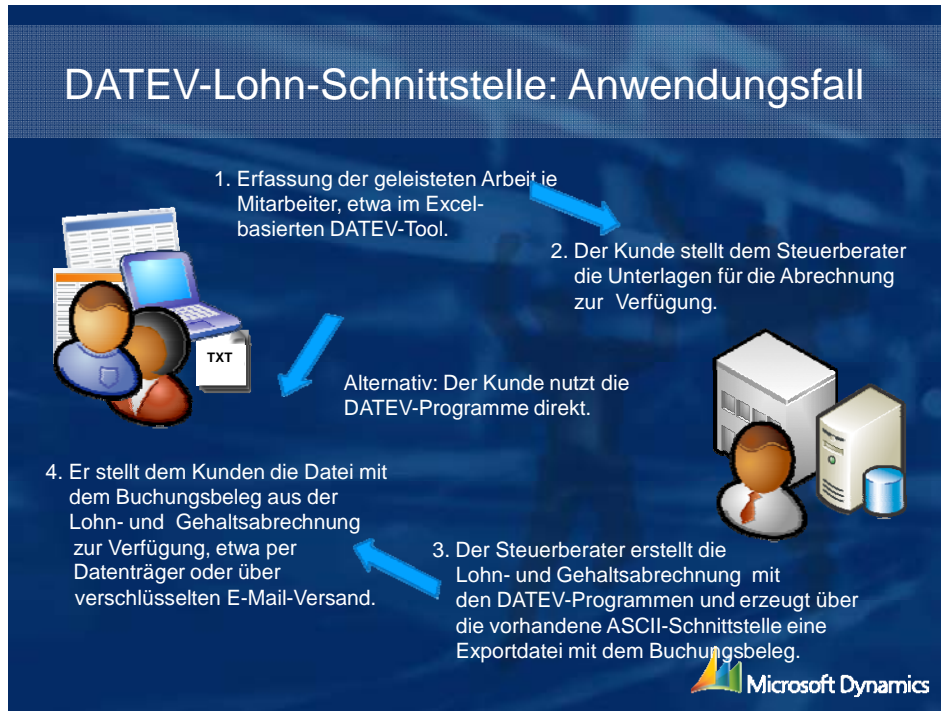 DATEV-Lohn-Schnittstelle: Anwendungsfall
1. Erfassung der geleisteten Arbeit je
Mitarbeiter, etwa im Excel-
basierten DATEV-Tool.
2. Der Kunde stellt dem Steuerberater
die Unterlagen für die Abrechnung
zur Verfügung.
TXT
Alternativ: Der Kunde nutzt die
DATEV-Programme direkt.
4. Er stellt dem Kunden die Datei mit
dem Buchungsbeleg aus der
Lohn- und Gehaltsabrechnung
zur Verfügung, etwa per
Datenträger oder über
verschlüsselten E-Mail-Versand.
3. Der Steuerberater erstellt die
Lohn- und Gehaltsabrechnung mit
den DATEV-Programmen und erzeugt über
die vorhandene ASCII-Schnittstelle eine
Exportdatei mit dem Buchungsbeleg.
Microsoft Dynamics